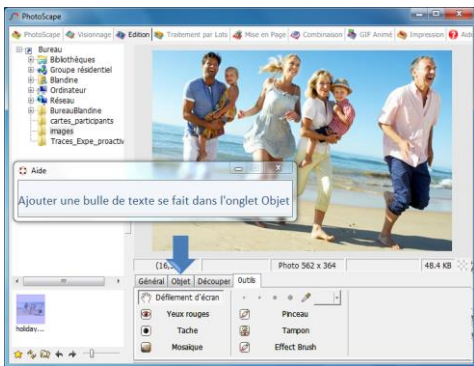 PhotoScape
PhotoScape Visionnage Edition Traitement par Lots Mise en Page Combinaison GIF Animé Impression Aide
Bureau
Bibliothèques
Groupe résidentiel
Blandine
Ordinateur
Réseau
BureauBlandine
cartes_participants
images
Traces_Expe_proactiv
Aide
Ajouter une bulle de texte se fait dans l'onglet Objet
Photo 562 x 364 48.4 KB
Général Objet Découper Outils
Défilement d'écran
Yeux rouges Pinceau
Tache Tampon
Mosaïque Effect Brush
holiday...